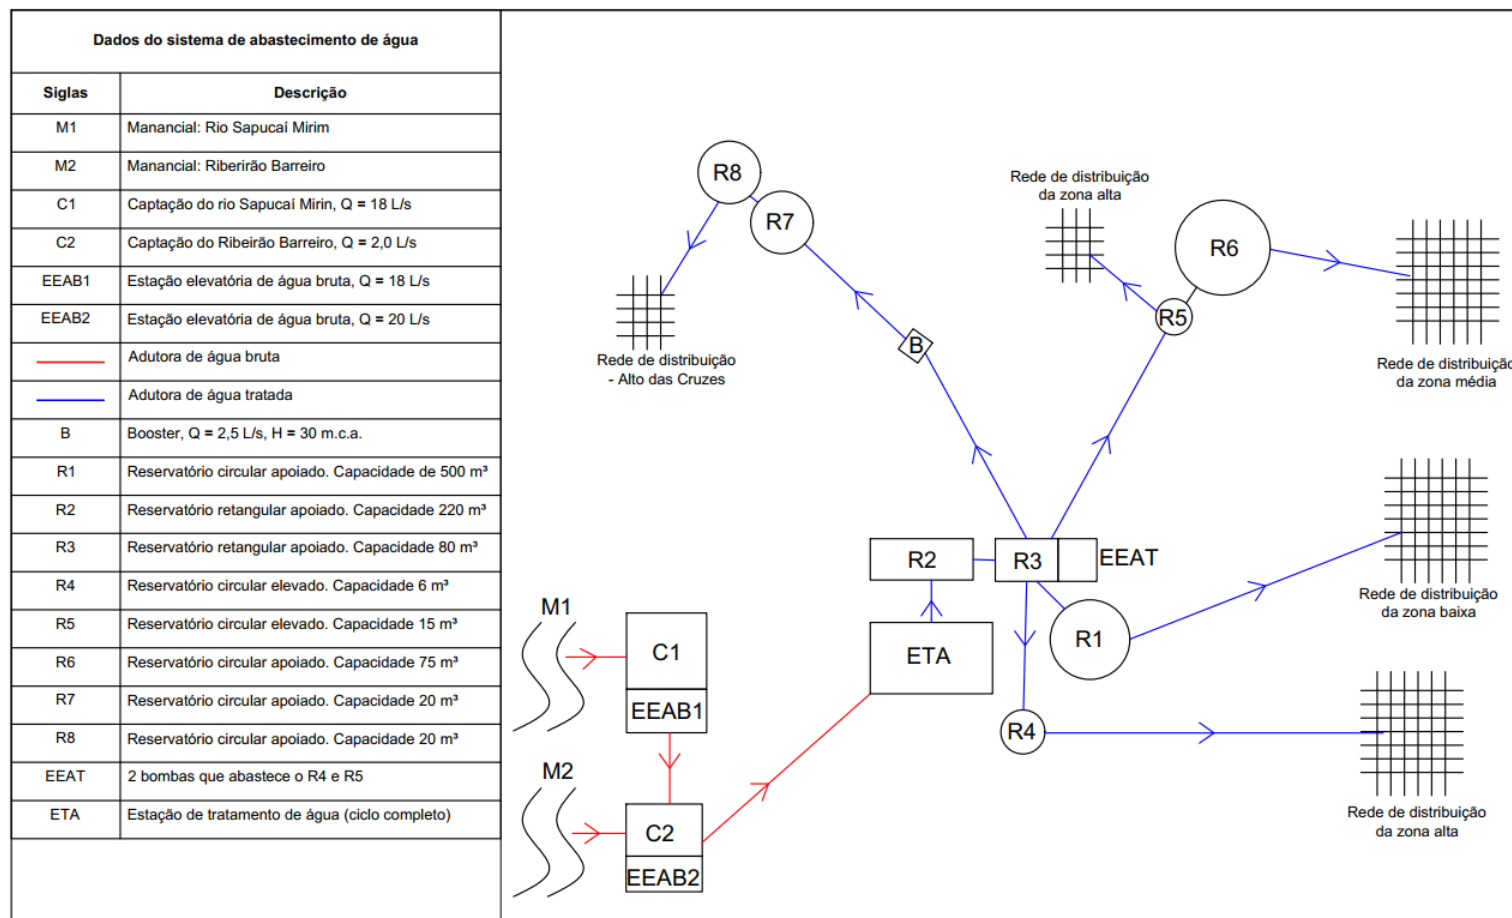 Dados do sistema de abastecimento de água
Siglas Descrição
M1 Manancial: Rio Sapucaí Mirim
M2 Manancial: Riberirão Barreiro
C1 Captação do rio Sapucaí Mirin, Q = 18 L/s
C2 Captação do Ribeirão Barreiro, Q = 2,0 L/s
EEAB1 Estação elevatória de água bruta, Q = 18 L/s
EEAB2 Estação elevatória de água bruta, Q = 20 L/s
Adutora de água bruta
Adutora de água tratada
B Booster, Q = 2,5 L/s, H = 30 m.c.a.
R1 Reservatório circular apoiado. Capacidade de 500 m³
R2 Reservatório retangular apoiado. Capacidade 220 m³
R3 Reservatório retangular apoiado. Capacidade 80 m³
R4 Reservatório circular elevado. Capacidade 6 m³
R5 Reservatório circular elevado. Capacidade 15 m³
R6 Reservatório circular apoiado. Capacidade 75 m³
R7 Reservatório circular apoiado. Capacidade 20 m³
R8 Reservatório circular apoiado. Capacidade 20 m³
EEAT 2 bombas que abastece o R4 e R5
ETA Estação de tratamento de água (ciclo completo)
R8
R7
Rede de distribuição
- Alto das Cruzes
B
Rede de distribuição
da zona alta
R6
R5
Rede de distribuição
da zona média
R2
R3
EEAT
Rede de distribuição
da zona baixa
M1
C1
EEAB1
ETA
R1
R4
M2
C2
EEAB2
Rede de distribuição
da zona alta